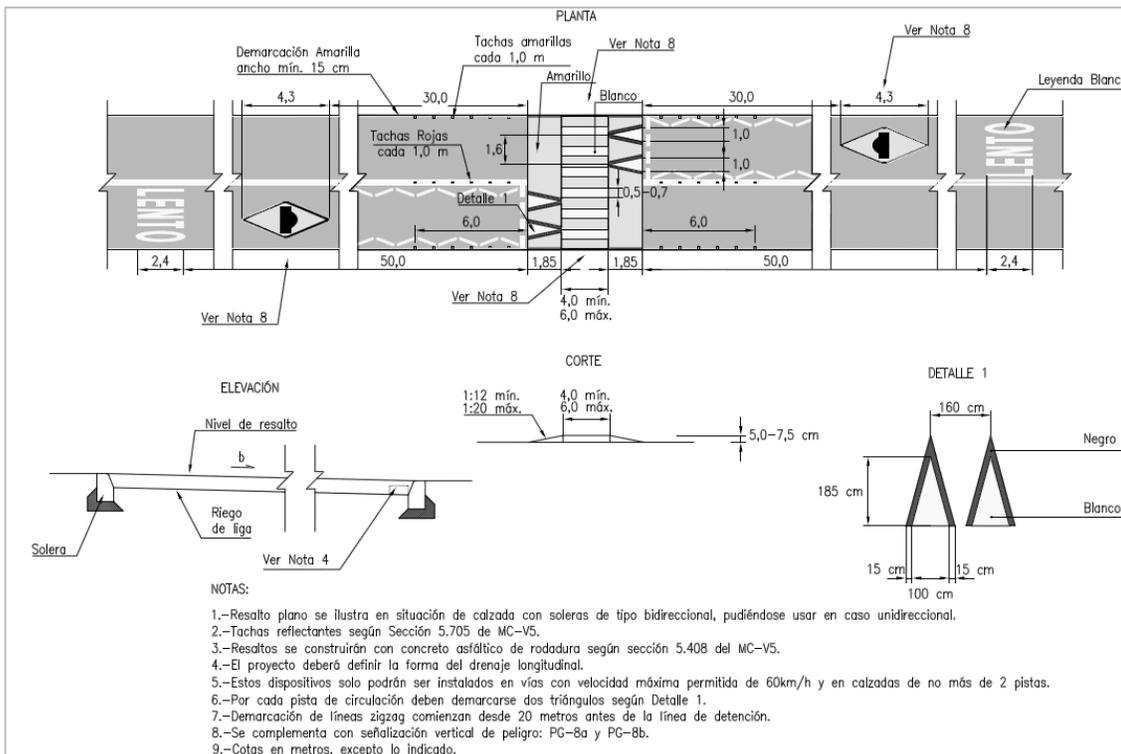 PLANTA
Ver Nota 8
Ver Nota 8
Tachas amarillas
cada 1,0 m
Demarcación Amarilla
ancho mín. 15 cm
Amarillo
Blanco
Leyenda Blanc
4,3
30,0
30,0
4,3
Tachas Rojas
cada 1,0 m
1,6
1,0
1,0
LENTO
LENTO
0,5-0,7
Detalle 1
6,0
6,0
2,4
50,0
1,85
1,85
50,0
2,4
Ver Nota 8
Ver Nota 8
4,0 mín.
6,0 máx.
CORTE
ELEVACIÓN
DETALLE 1
1:12 mín.
1:20 máx.
4,0 mín.
6,0 máx.
5,0-7,5 cm
160 cm
Negro
185 cm
Blanco
15 cm
15 cm
100 cm
Nivel de resalto
b
Riego
de liga
Solera
Ver Nota 4
NOTAS:
1.-Resalto plano se ilustra en situación de calzada con soleras de tipo bidireccional, pudiéndose usar en caso unidireccional.
2.-Tachas reflectantes según Sección 5.705 de MC-V5.
3.-Resaltos se construirán con concreto asfáltico de rodadura según sección 5.408 del MC-V5.
4.-El proyecto deberá definir la forma del drenaje longitudinal.
5.-Estos dispositivos solo podrán ser instalados en vías con velocidad máxima permitida de 60km/h y en calzadas de no más de 2 pistas.
6.-Por cada pista de circulación deben demarcarse dos triángulos según Detalle 1.
7.-Demarcación de líneas zigzag comienzan desde 20 metros antes de la línea de detención.
8.-Se complementa con señalización vertical de peligro: PG-8a y PG-8b.
9.-Cotas en metros, excepto lo indicado.